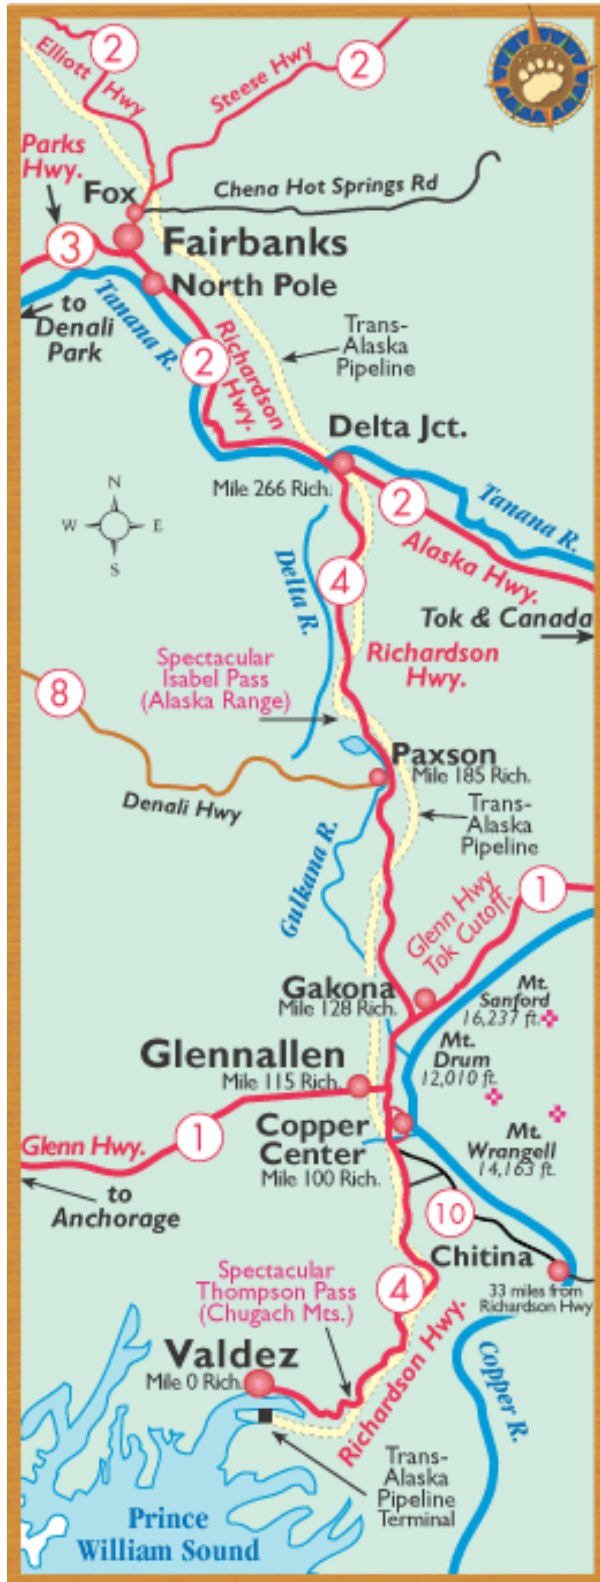 2
Elliott Hwy
Steese Hwy
2
Parks
Hwy.
Fox
Chena Hot Springs Rd
3
Fairbanks
North Pole
to
Denali
Park
Tanana R.
2
Richardson
Hwy.
Trans-
Alaska
Pipeline
Delta Jct.
Mile 266 Rich.
N
W
E
S
2
Tanana R.
Alaska Hwy.
Delta R.
4
Tok & Canada
Spectacular
Isabel Pass
(Alaska Range)
Richardson
Hwy.
8
Denali Hwy
Paxson
Mile 185 Rich.
Trans-
Alaska
Pipeline
Gulkana R.
Glenn Hwy
Tok Cutoff.
1
Gakona
Mile 128 Rich.
Mt.
Sanford
16,237 ft.
Mt.
Drum
12,010 ft.
Glennallen
Mile 115 Rich.
1
Glenn Hwy.
to
Anchorage
Copper
Center
Mile 100 Rich.
Mt.
Wrangell
14,163 ft.
10
Chitina
33 miles from
Richardson Hwy
Spectacular
Thompson Pass
(Chugach Mts.)
4
Richardson Hwy.
Valdez
Mile 0 Rich.
Copper R.
Trans-
Alaska
Pipeline
Terminal
Prince
William Sound